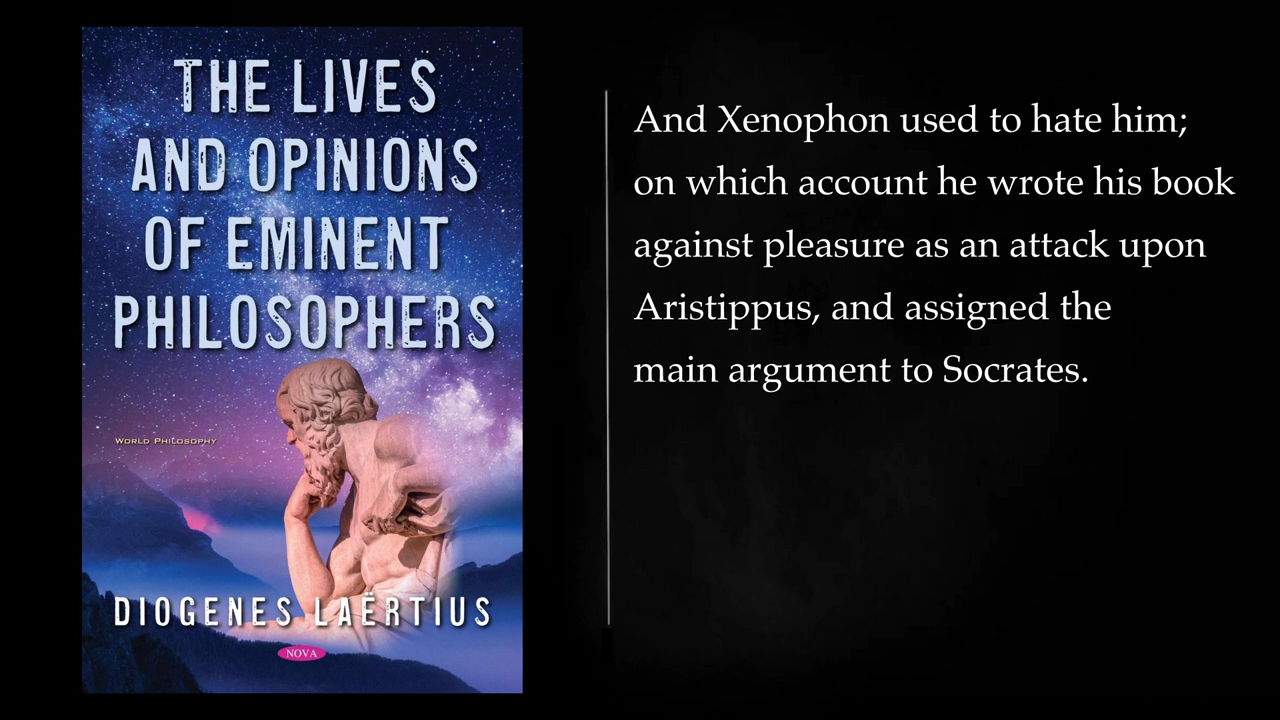 THE LIVES
AND OPINIONS
OF EMINENT
PHILOSOPHERS
WORLD PHILOSOPHY
DIOGENES LAËRTIUS
NOVA
And Xenophon used to hate him;
on which account he wrote his book
against pleasure as an attack upon
Aristippus, and assigned the
main argument to Socrates.